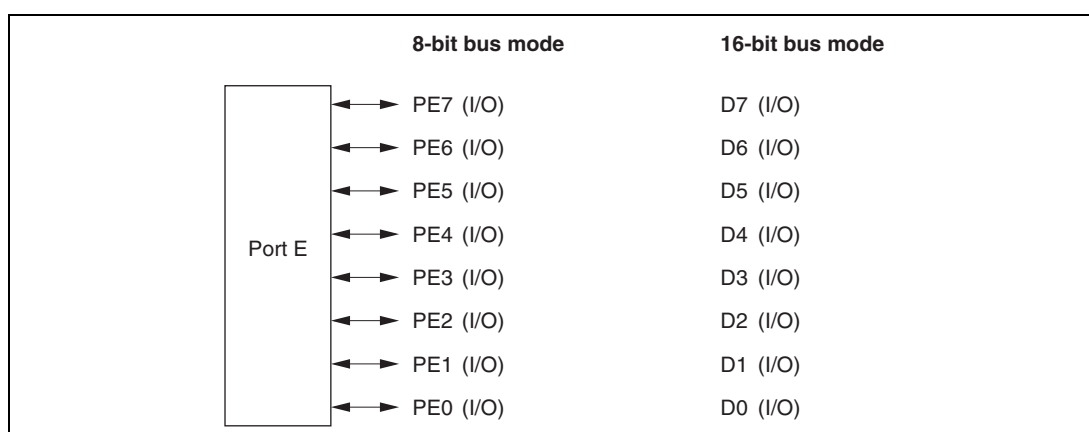 8-bit bus mode 16-bit bus mode
PE7 (I/O) D7 (I/O)
PE6 (I/O) D6 (I/O)
PE5 (I/O) D5 (I/O)
PE4 (I/O) D4 (I/O)
Port E
PE3 (I/O) D3 (I/O)
PE2 (I/O) D2 (I/O)
PE1 (I/O) D1 (I/O)
PE0 (I/O) D0 (I/O)